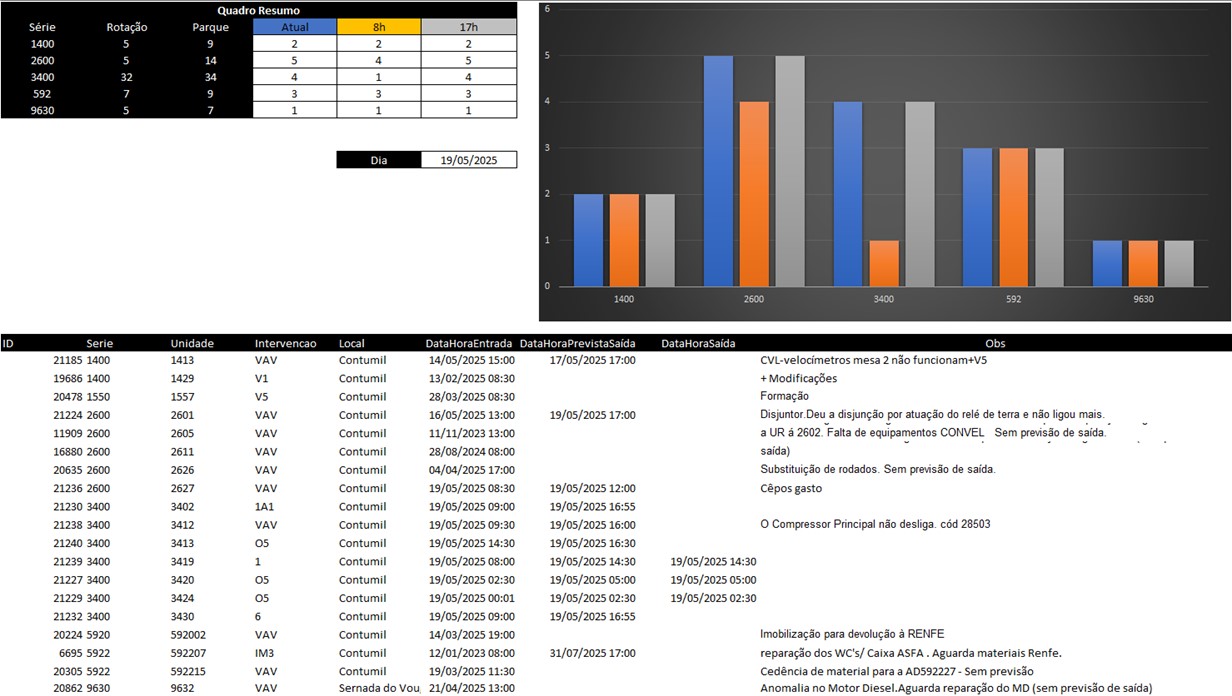 Quadro Resumo
Série Rotação Parque Atual 8h 17h
1400 5 9 2 2 2
2600 5 14 5 4 5
3400 32 34 4 1 4
592 7 9 3 3 3
9630 5 7 1 1 1
Dia 19/05/2025
6
5
4
3
2
1
0
1400 2600 3400 592 9630
ID Serie Unidade Intervencao Local DataHoraEntrada DataHoraPrevistaSaída DataHoraSaída Obs
21185 1400 1413 VAV Contumil 14/05/2025 15:00 17/05/2025 17:00 CVL-velocímetros mesa 2 não funcionam+V5
19686 1400 1429 V1 Contumil 13/02/2025 08:30 + Modificações
20478 1550 1557 V5 Contumil 28/03/2025 08:30 Formação
21224 2600 2601 VAV Contumil 16/05/2025 13:00 19/05/2025 17:00 Disjuntor.Deu a disjunção por atuação do relé de terra e não ligou mais.
11909 2600 2605 VAV Contumil 11/11/2023 13:00 a UR á 2602. Falta de equipamentos CONVEL Sem previsão de saída.
16880 2600 2611 VAV Contumil 28/08/2024 08:00 saída)
20635 2600 2626 VAV Contumil 04/04/2025 17:00 Substituição de rodados. Sem previsão de saída.
21236 2600 2627 VAV Contumil 19/05/2025 08:30 19/05/2025 12:00 Cêpos gasto
21230 3400 3402 1A1 Contumil 19/05/2025 09:00 19/05/2025 16:55
21238 3400 3412 VAV Contumil 19/05/2025 09:30 19/05/2025 16:00 O Compressor Principal não desliga. cód 28503
21240 3400 3413 O5 Contumil 19/05/2025 14:30 19/05/2025 16:30
21239 3400 3419 1 Contumil 19/05/2025 08:00 19/05/2025 14:30 19/05/2025 14:30
21227 3400 3420 O5 Contumil 19/05/2025 02:30 19/05/2025 05:00 19/05/2025 05:00
21229 3400 3424 O5 Contumil 19/05/2025 00:01 19/05/2025 02:30 19/05/2025 02:30
21232 3400 3430 6 Contumil 19/05/2025 09:00 19/05/2025 16:55
20224 5920 592002 VAV Contumil 14/03/2025 19:00 Imobilização para devolução à RENFE
6695 5922 592207 IM3 Contumil 12/01/2023 08:00 31/07/2025 17:00 reparação dos WC's/ Caixa ASFA . Aguarda materiais Renfe.
20305 5922 592215 VAV Contumil 19/03/2025 11:30 Cedência de material para a AD592227 - Sem previsão
20862 9630 9632 VAV Sernada do Vou 21/04/2025 13:00 Anomalia no Motor Diesel.Aguarda reparação do MD (sem previsão de saída)